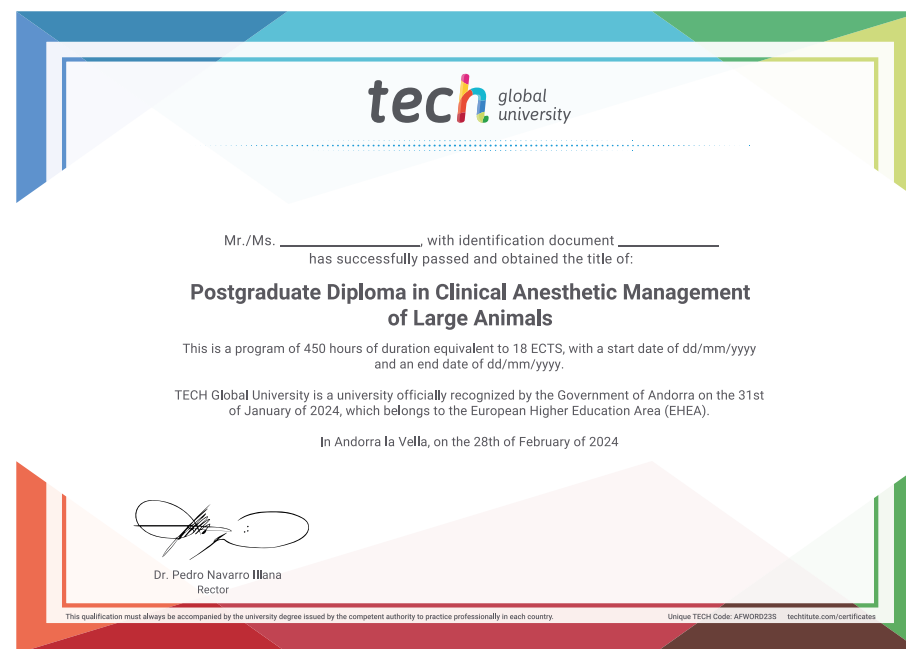 tech global university
Mr./Ms. ____________________, with identification document ______________
has successfully passed and obtained the title of:
Postgraduate Diploma in Clinical Anesthetic Management
of Large Animals
This is a program of 450 hours of duration equivalent to 18 ECTS, with a start date of dd/mm/yyyy
and an end date of dd/mm/yyyy.
TECH Global University is a university officially recognized by the Government of Andorra on the 31st
of January of 2024, which belongs to the European Higher Education Area (EHEA).
In Andorra la Vella, on the 28th of February of 2024
Dr. Pedro Navarro Illana
Rector
This qualification must always be accompanied by the university degree issued by the competent authority to practice professionally in each country.
Unique TECH Code: AFWORD23S techtitute.com/certificates